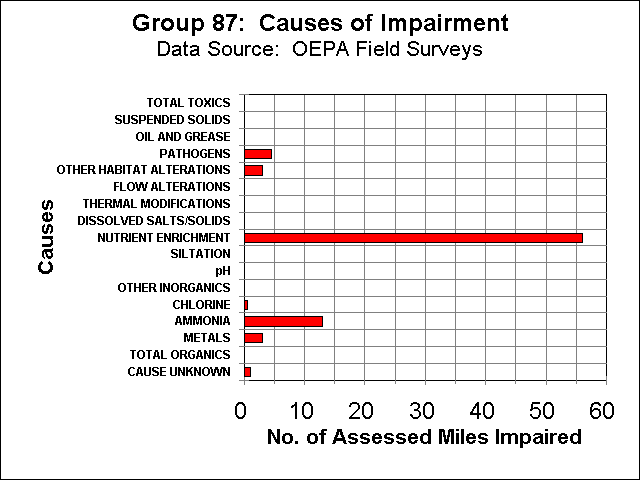 Group 87:  Causes of Impairment
Data Source:  OEPA Field Surveys
Causes
TOTAL TOXICS
SUSPENDED SOLIDS
OIL AND GREASE
PATHOGENS
OTHER HABITAT ALTERATIONS
FLOW ALTERATIONS
THERMAL MODIFICATIONS
DISSOLVED SALTS/SOLIDS
NUTRIENT ENRICHMENT
SILTATION
pH
OTHER INORGANICS
CHLORINE
AMMONIA
METALS
TOTAL ORGANICS
CAUSE UNKNOWN
0 10 20 30 40 50 60
No. of Assessed Miles Impaired